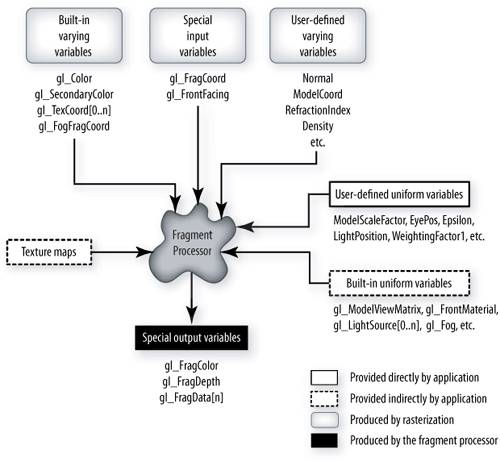 Built-in
varying
variables
Special
input
variables
User-defined
varying
variables
gl_Color
gl_SecondaryColor
gl_TexCoord[0..n]
gl_FogFragCoord
gl_FragCoord
gl_FrontFacing
Normal
ModelCoord
RefractionIndex
Density
etc.
Fragment
Processor
User-defined uniform variables
ModelScaleFactor, EyePos, Epsilon,
LightPosition, WeightingFactor1, etc.
Texture maps
Built-in uniform variables
gl_ModelViewMatrix, gl_FrontMaterial,
gl_LightSource[0..n], gl_Fog, etc.
Special output variables
gl_FragColor
gl_FragDepth
gl_FragData[n]
Provided directly by application
Provided indirectly by application
Produced by rasterization
Produced by the fragment processor